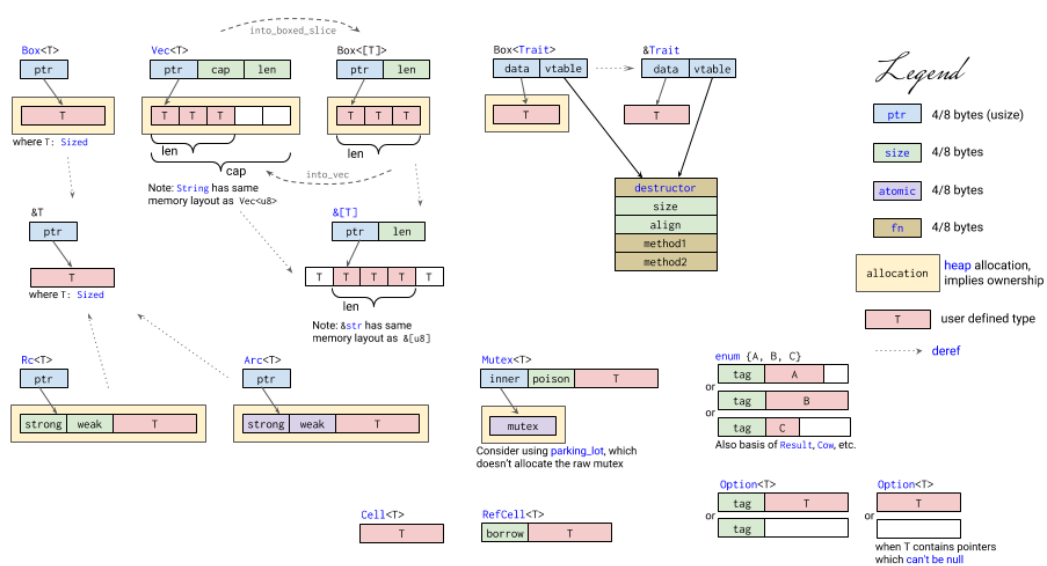 into_boxed_slice
Box<T>
ptr
T
where T: Sized
Vec<T>
ptr cap len
T T T
len
cap
Note: String has same
memory layout as Vec<u8>
Box<[T]>
ptr len
T T T
len
into_vec
&T
ptr
T
where T: Sized
&[T]
ptr len
T T T T T
len
Note: &str has same
memory layout as &[u8]
Box<Trait>
data vtable
T
&Trait
data vtable
T
destructor
size
align
method1
method2
Legend
ptr 4/8 bytes (usize)
size 4/8 bytes
atomic 4/8 bytes
fn 4/8 bytes
allocation heap allocation,
implies ownership
T user defined type
deref
Rc<T>
ptr
strong weak T
Arc<T>
ptr
strong weak T
Mutex<T>
inner poison T
mutex
Consider using parking_lot, which
doesn't allocate the raw mutex
enum {A, B, C}
tag A
or
tag B
or
tag C
Also basis of Result, Cow, etc.
Cell<T>
T
RefCell<T>
borrow T
Option<T>
tag T
or
tag
Option<T>
T
or
when T contains pointers
which can't be null